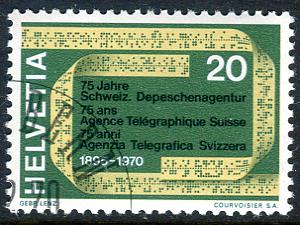 HELVETIA
20
75 Jahre
Schweiz. Depeschenagentur
75 ans
Agence Télégraphique Suisse
75 anni
Agenzia Telegrafica Svizzera
1895-1970
GEBR. LENZ
COURVOISIER S.A.